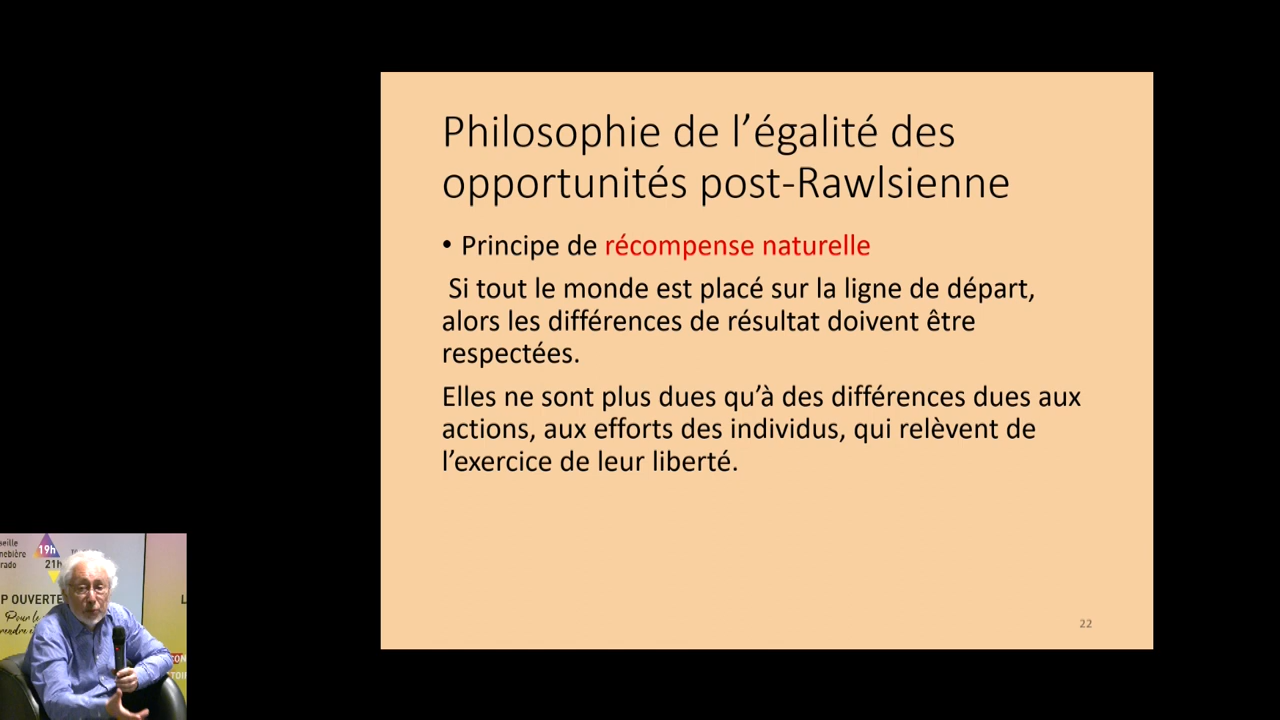 Philosophie de l’égalité des
opportunités post-Rawlsienne
• Principe de récompense naturelle
Si tout le monde est placé sur la ligne de départ,
alors les différences de résultat doivent être
respectées.
Elles ne sont plus dues qu’à des différences dues aux
actions, aux efforts des individus, qui relèvent de
l’exercice de leur liberté.
22
19h
21h
P OUVERTE
Pour le